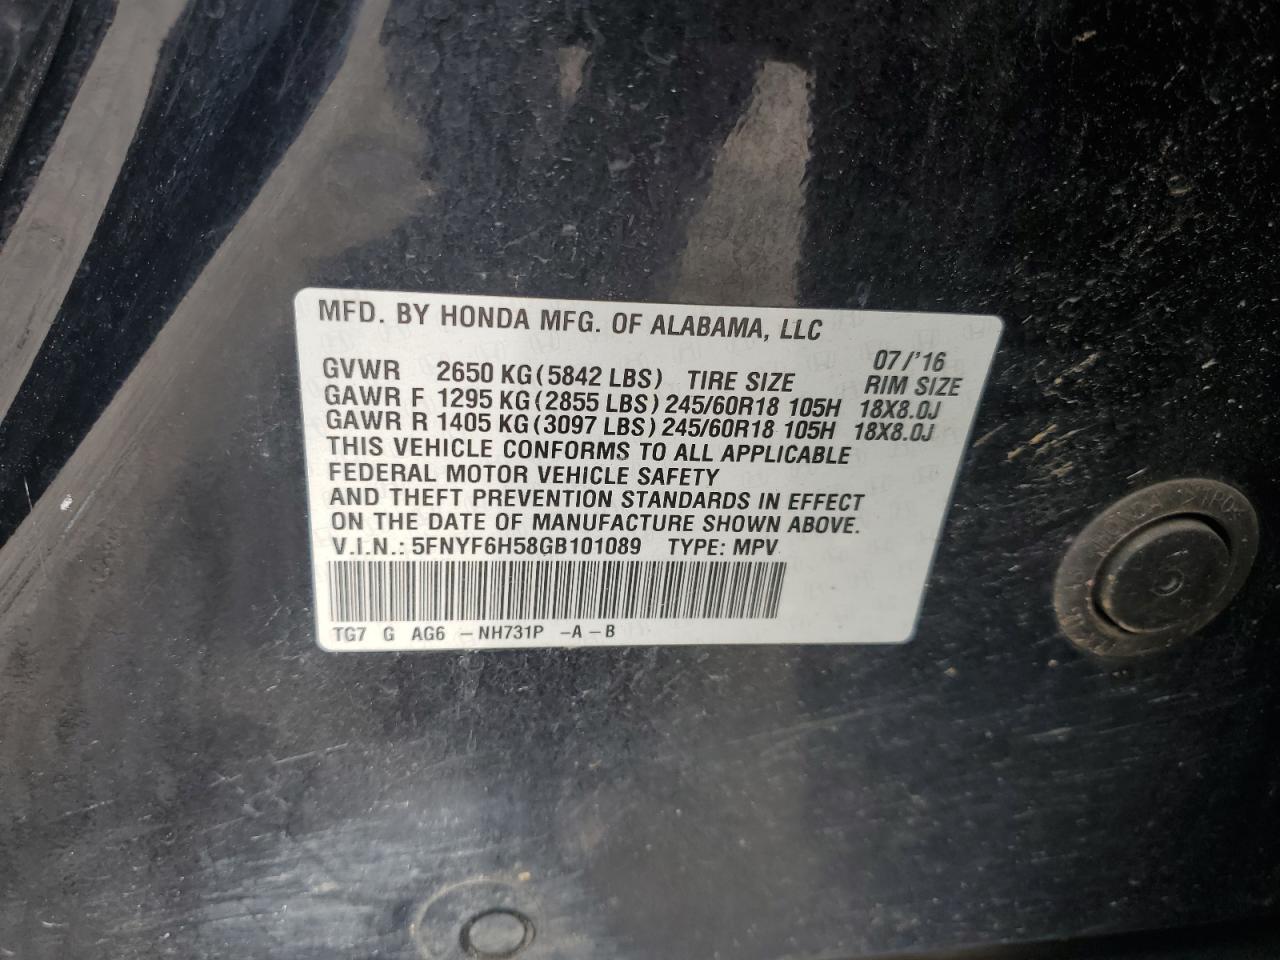 MFD. BY HONDA MFG. OF ALABAMA, LLC
07/'16
GVWR 2650 KG(5842 LBS) TIRE SIZE RIM SIZE
GAWR F 1295 KG(2855 LBS) 245/60R18 105H 18X8.0J
GAWR R 1405 KG(3097 LBS) 245/60R18 105H 18X8.0J
THIS VEHICLE CONFORMS TO ALL APPLICABLE
FEDERAL MOTOR VEHICLE SAFETY
AND THEFT PREVENTION STANDARDS IN EFFECT
ON THE DATE OF MANUFACTURE SHOWN ABOVE.
V.I.N.: 5FNYF6H58GB101089 TYPE: MPV
TG7 G AG6 – NH731P – A – B
HONDA